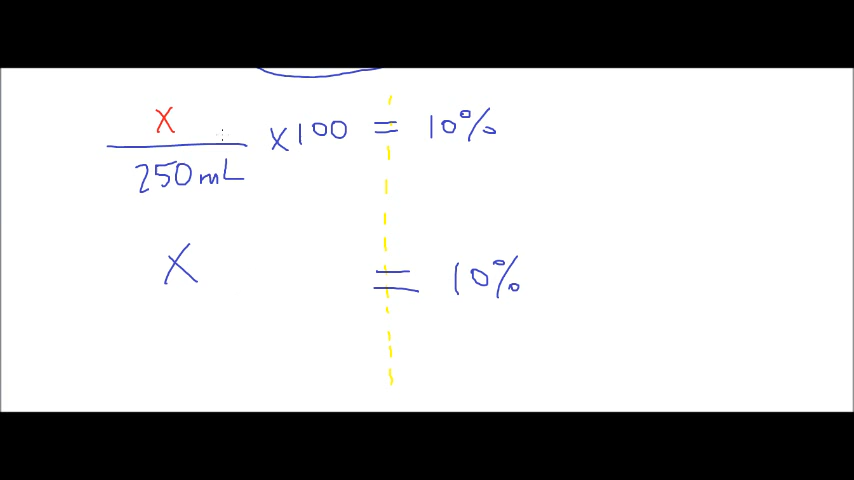 X
250mL x100 = 10%
X = 10%